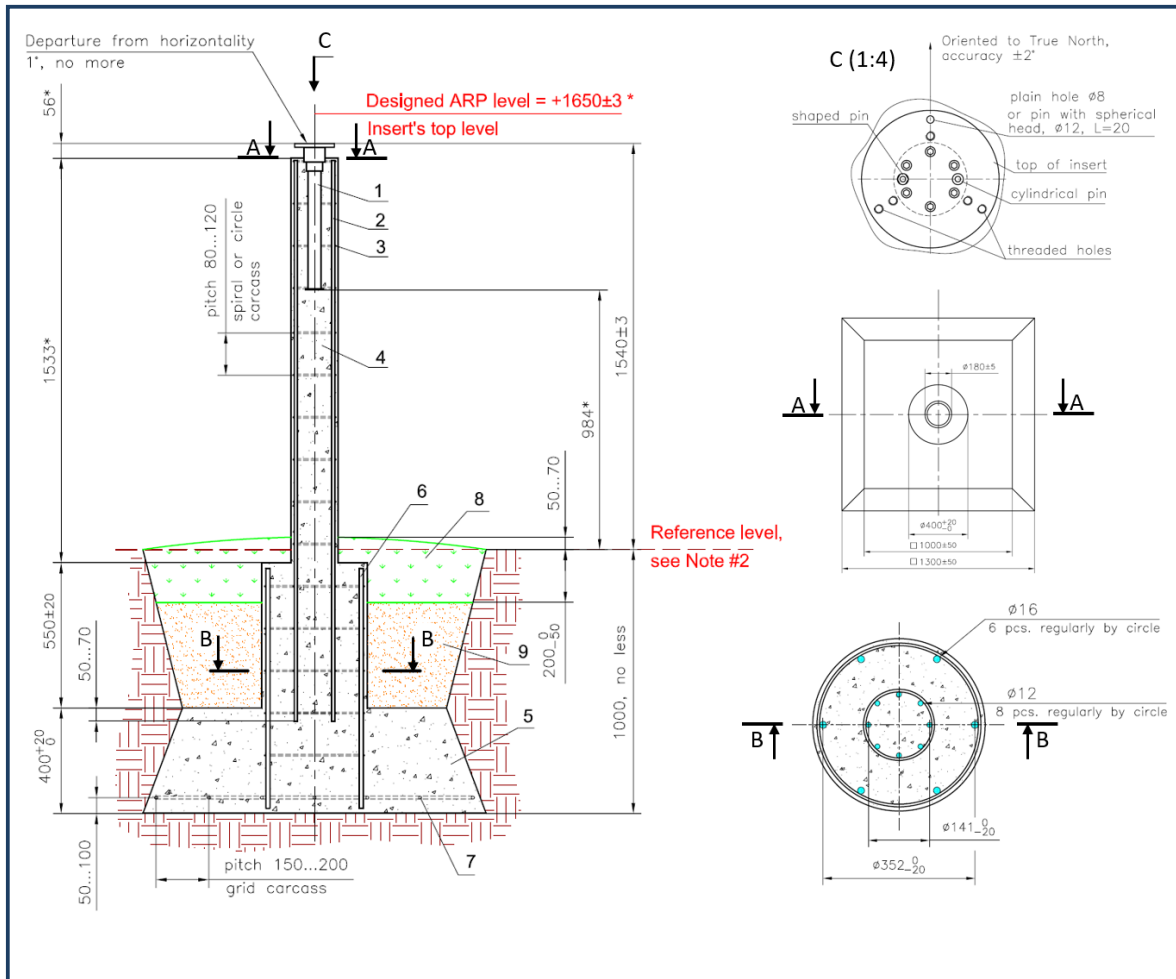 Departure from horizontality
1°, no more
C
Designed ARP level = +1650±3 *
Insert's top level
56*
A
A
1
2
3
4
pitch 80...120
spiral or circle
carcass
1533*
1540±3
984*
50...70
6
8
Reference level,
see Note #2
550±20
50...70
B
B
9
200 0 -50
5
1000, no less
400 +20 0
7
50...100
pitch 150...200
grid carcass
C (1:4)
Oriented to True North,
accuracy ±2°
shaped pin
plain hole ø8
or pin with spherical
head, ø12, L=20
top of insert
cylindrical pin
threaded holes
ø180±5
A
A
ø400 +20 -0
□1000±50
□1300±50
ø16
6 pcs. regularly by circle
ø12
8 pcs. regularly by circle
B
B
ø141 0 -20
ø352 0 -20